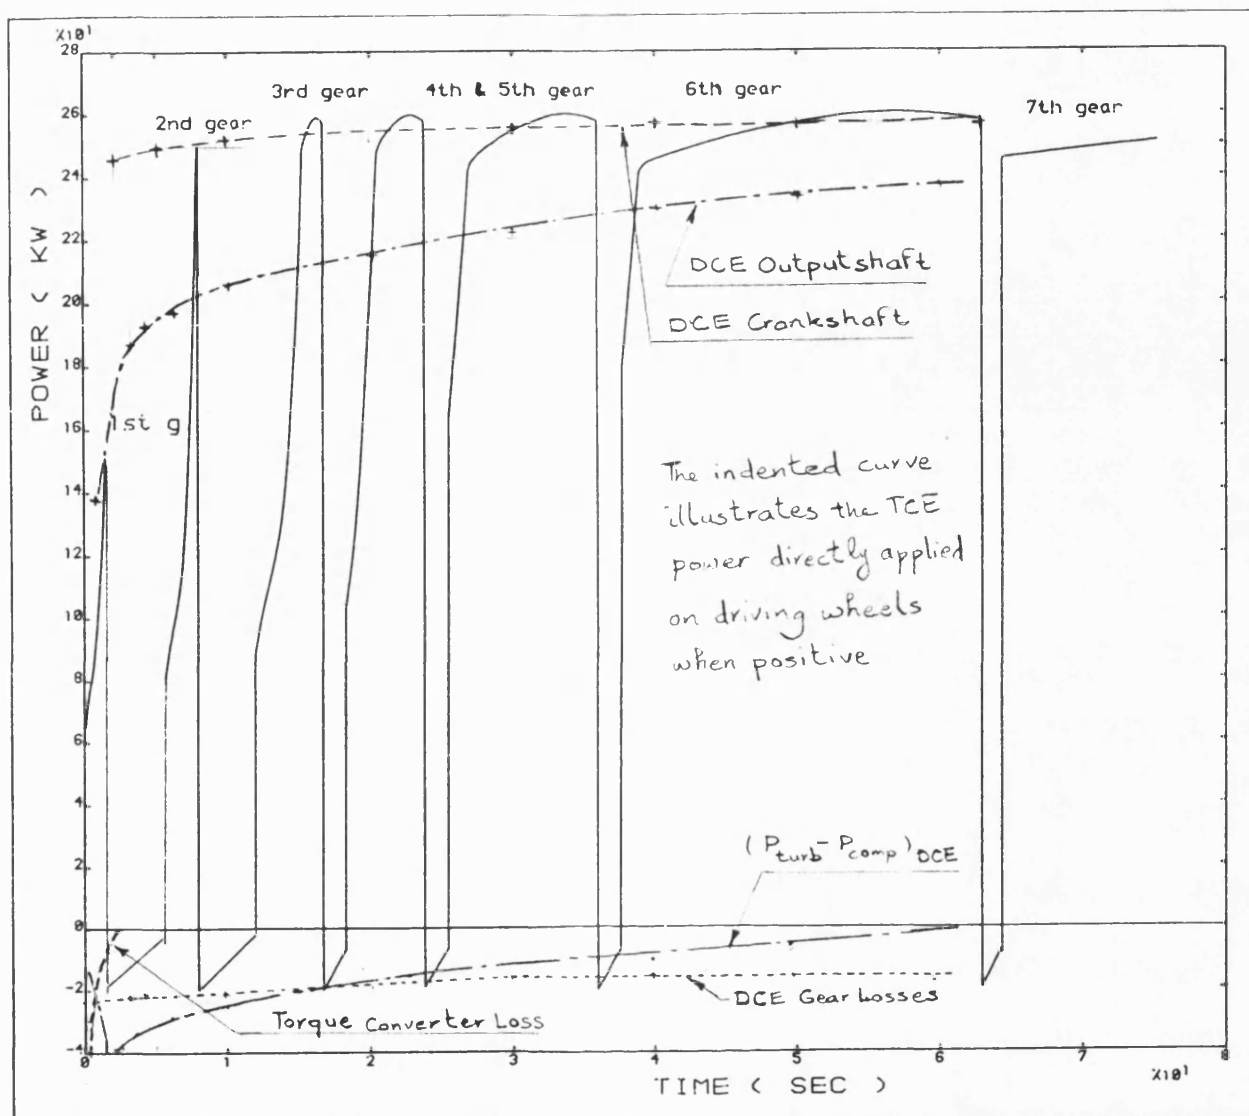 X10¹
28
26
24
22
20
18
16
14
12
10
8
6
4
2
0
-2
-4
POWER ( KW )
2nd gear
3rd gear
4th & 5th gear
6th gear
7th gear
1st g
DCE Outputshaft
DCE Crankshaft
The indented curve
illustrates the TCE
power directly applied
on driving wheels
when positive
(Pturb - Pcomp)DCE
DCE Gear Losses
Torque Converter Loss
0
1
2
3
4
5
6
7
8
TIME ( SEC )
X10¹